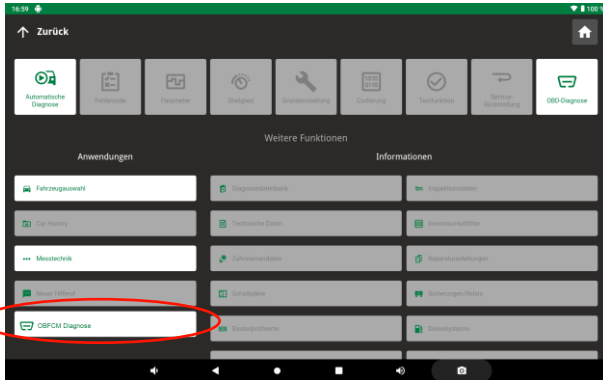 16:59
100 %
Zurück
Automatische
Diagnose
Fehlercode
Parameter
Stellglied
Grundeinstellung
Codierung
Testfunktion
Service-
Rückstellung
OBD-Diagnose
Weitere Funktionen
Anwendungen
Informationen
Fahrzeugauswahl
Diagnosedatenbank
Inspektionsdaten
Car History
Technische Daten
Innenraumluftfilter
Messtechnik
Zahnriemendaten
Reparaturanleitungen
Neuer Hilferuf
Schaltpläne
Sicherungen/Relais
OBFCM Diagnose
Bauteilprüfwerte
Dieselsysteme